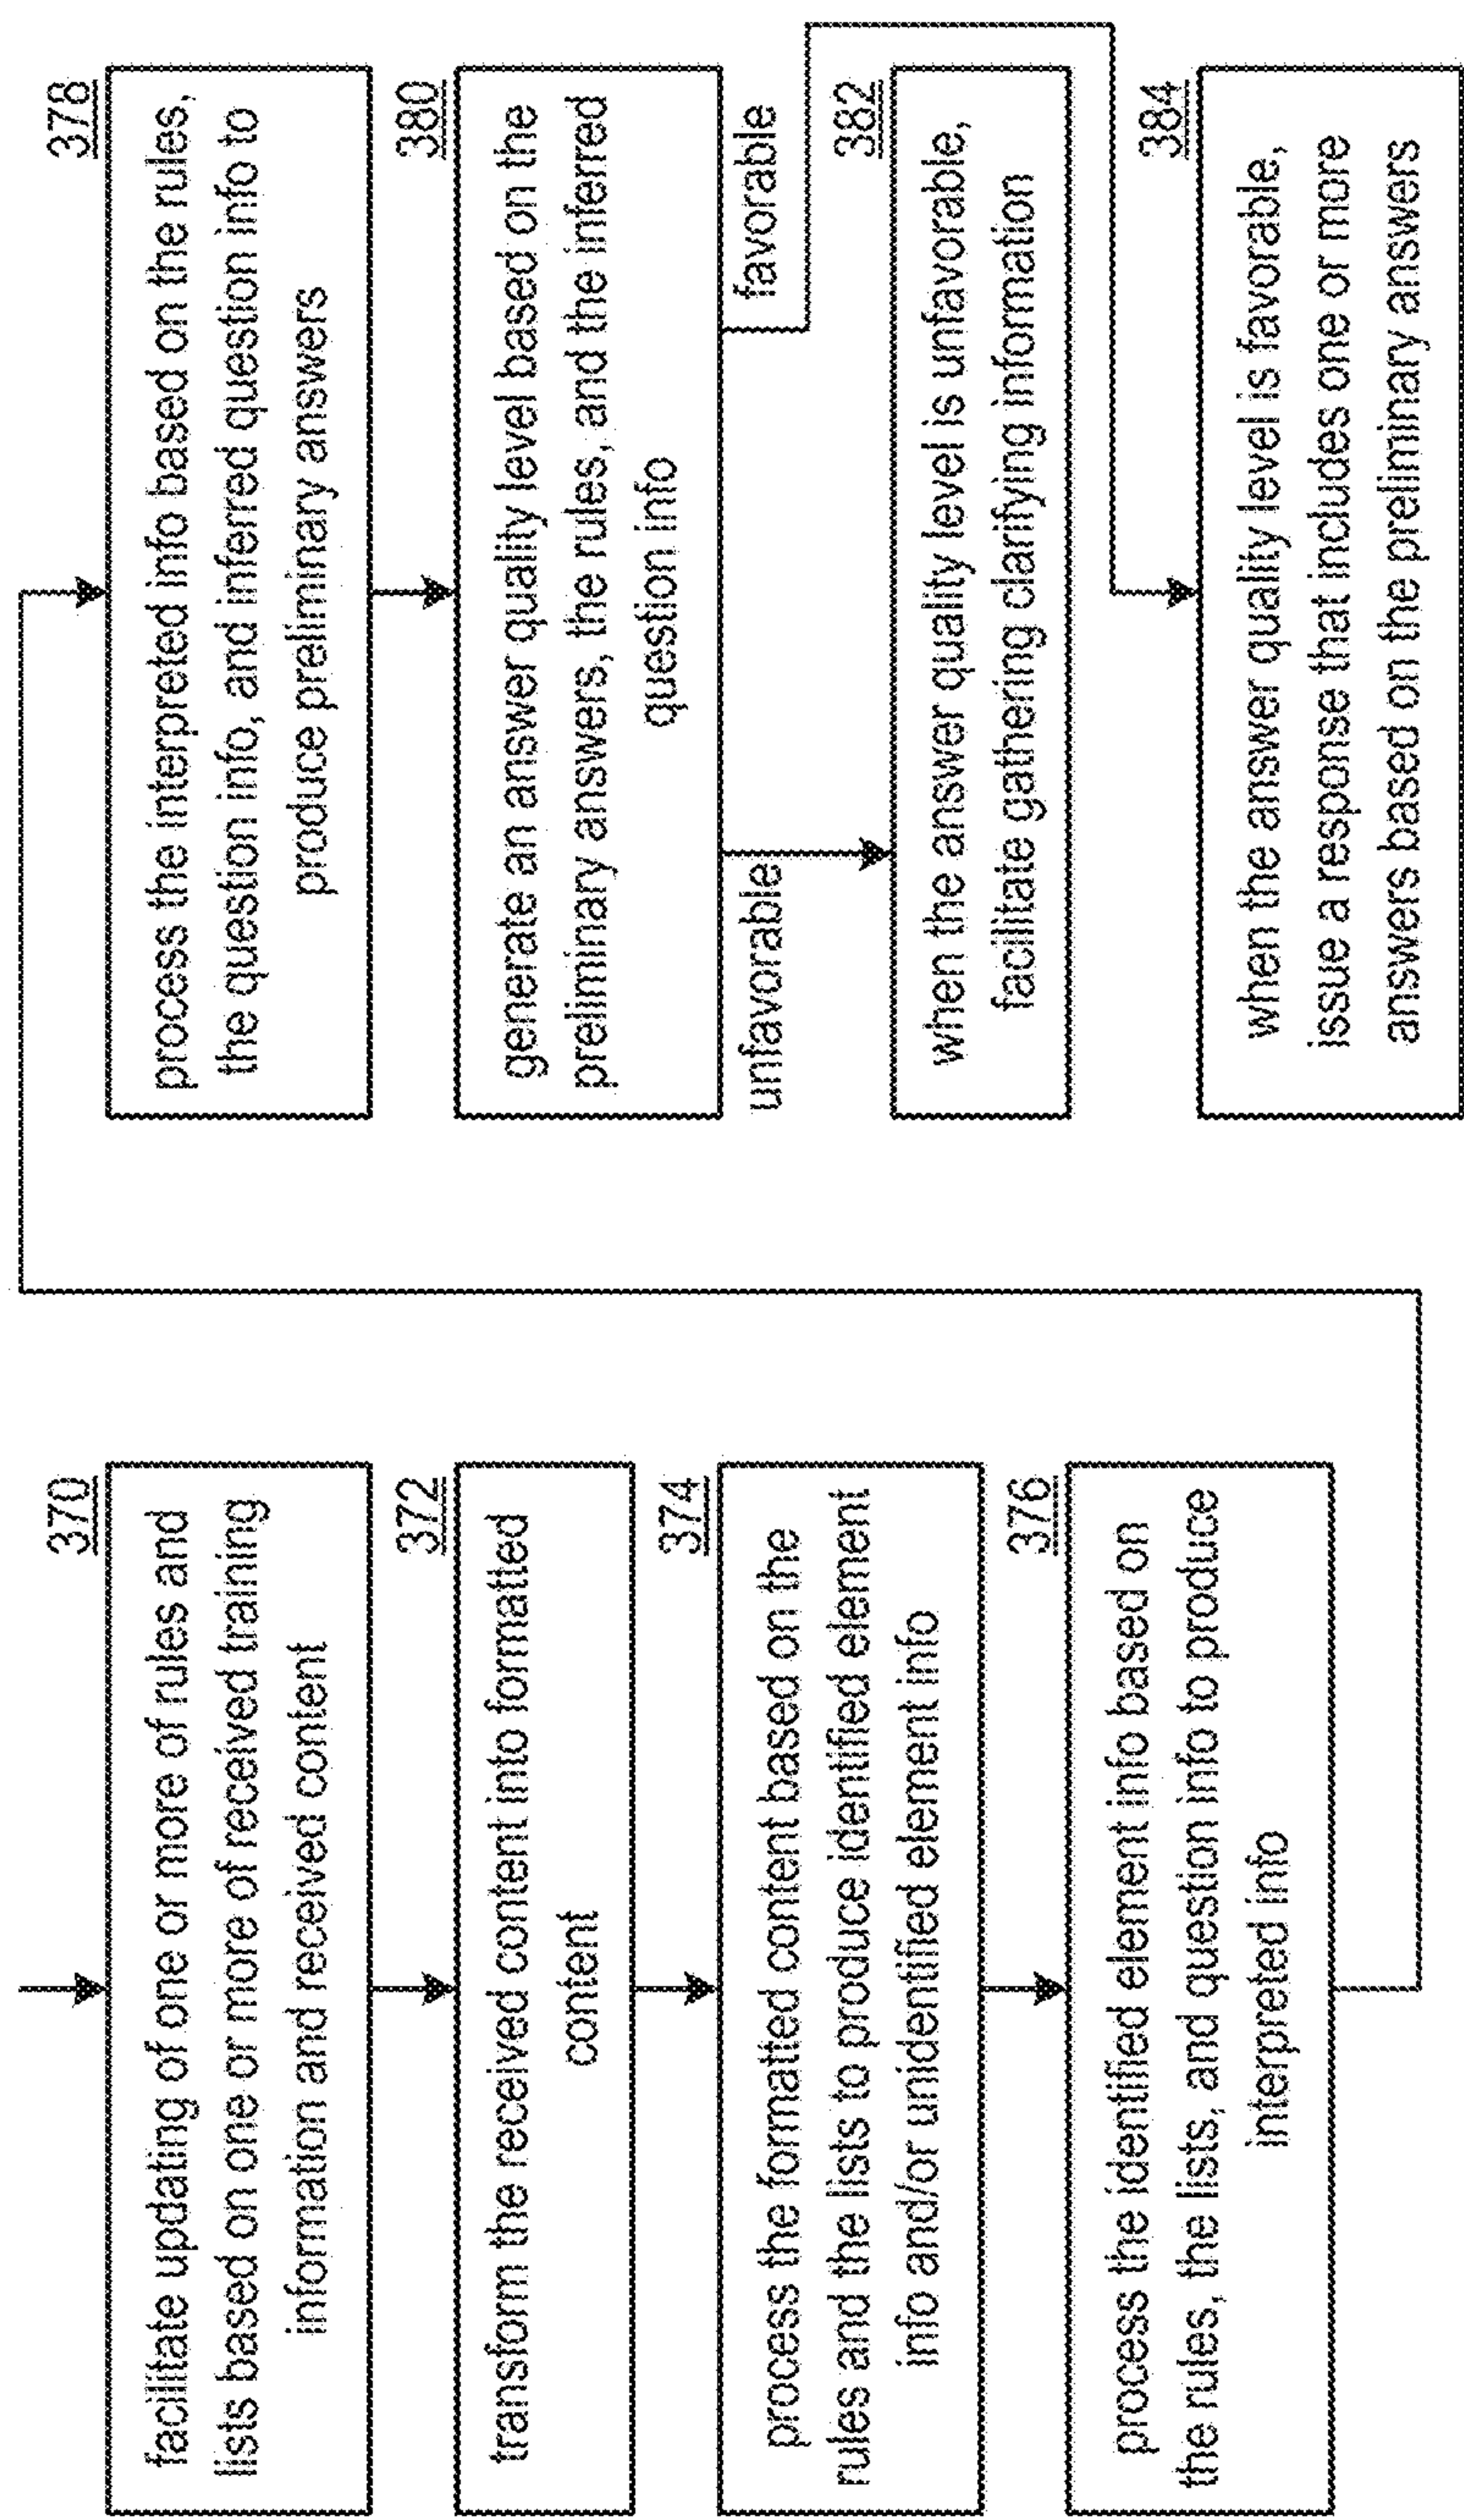 370
facilitate updating of one or more of rules and
lists based on one or more of received training
information and received content
372
transform the received content into formatted
content
374
process the formatted content based on the
rules and the lists to produce identified element
info and/or unidentified element info
376
process the identified element info based on
the rules, the lists, and question info to produce
interpreted info
378
process the interpreted info based on the rules,
the question info, and inferred question info to
produce preliminary answers
380
generate an answer quality level based on the
preliminary answers, the rules, and the inferred
question info
unfavorable
favorable
382
when the answer quality level is unfavorable,
facilitate gathering clarifying information
384
when the answer quality level is favorable,
issue a response that includes one or more
answers based on the preliminary answers